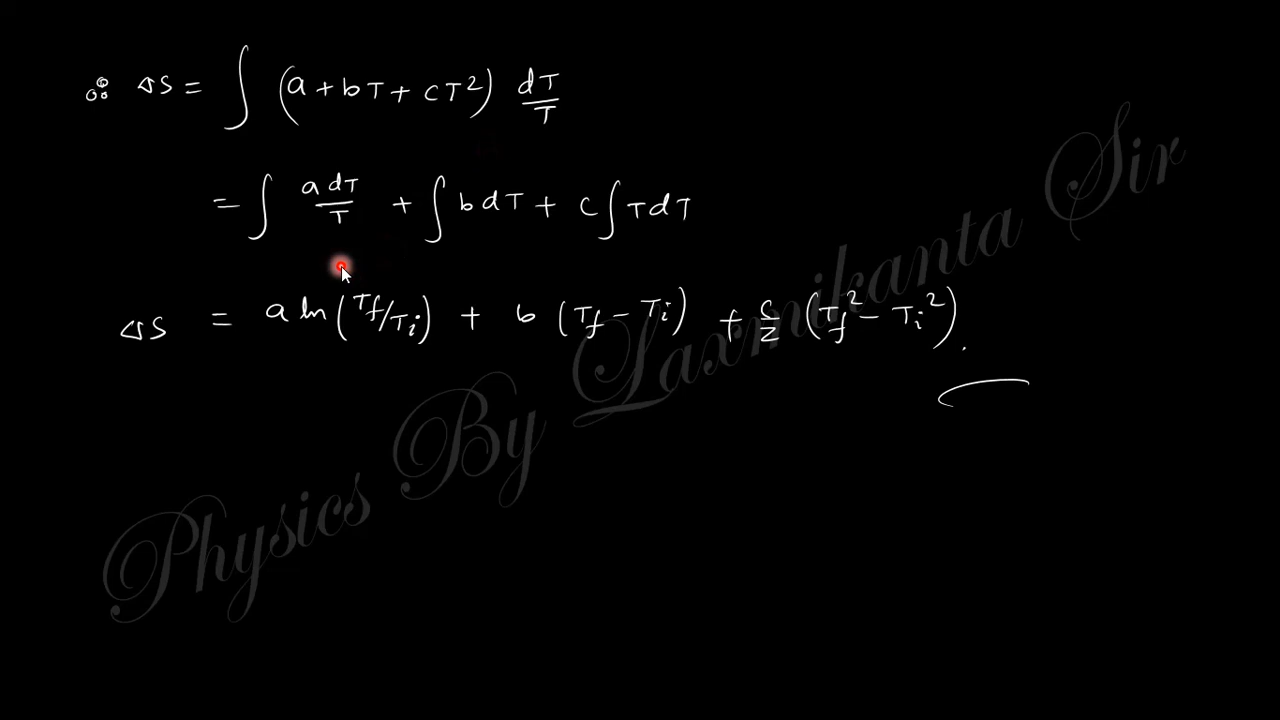 ∴ ΔS = ∫ (a + bT + cT²) dT/T
= ∫ a dT/T + ∫ b dT + c ∫ T dT
ΔS = a ln(Tf/Ti) + b (Tf − Ti) + c/2 (Tf² − Ti²).
Physics By Laxmikanta Sir